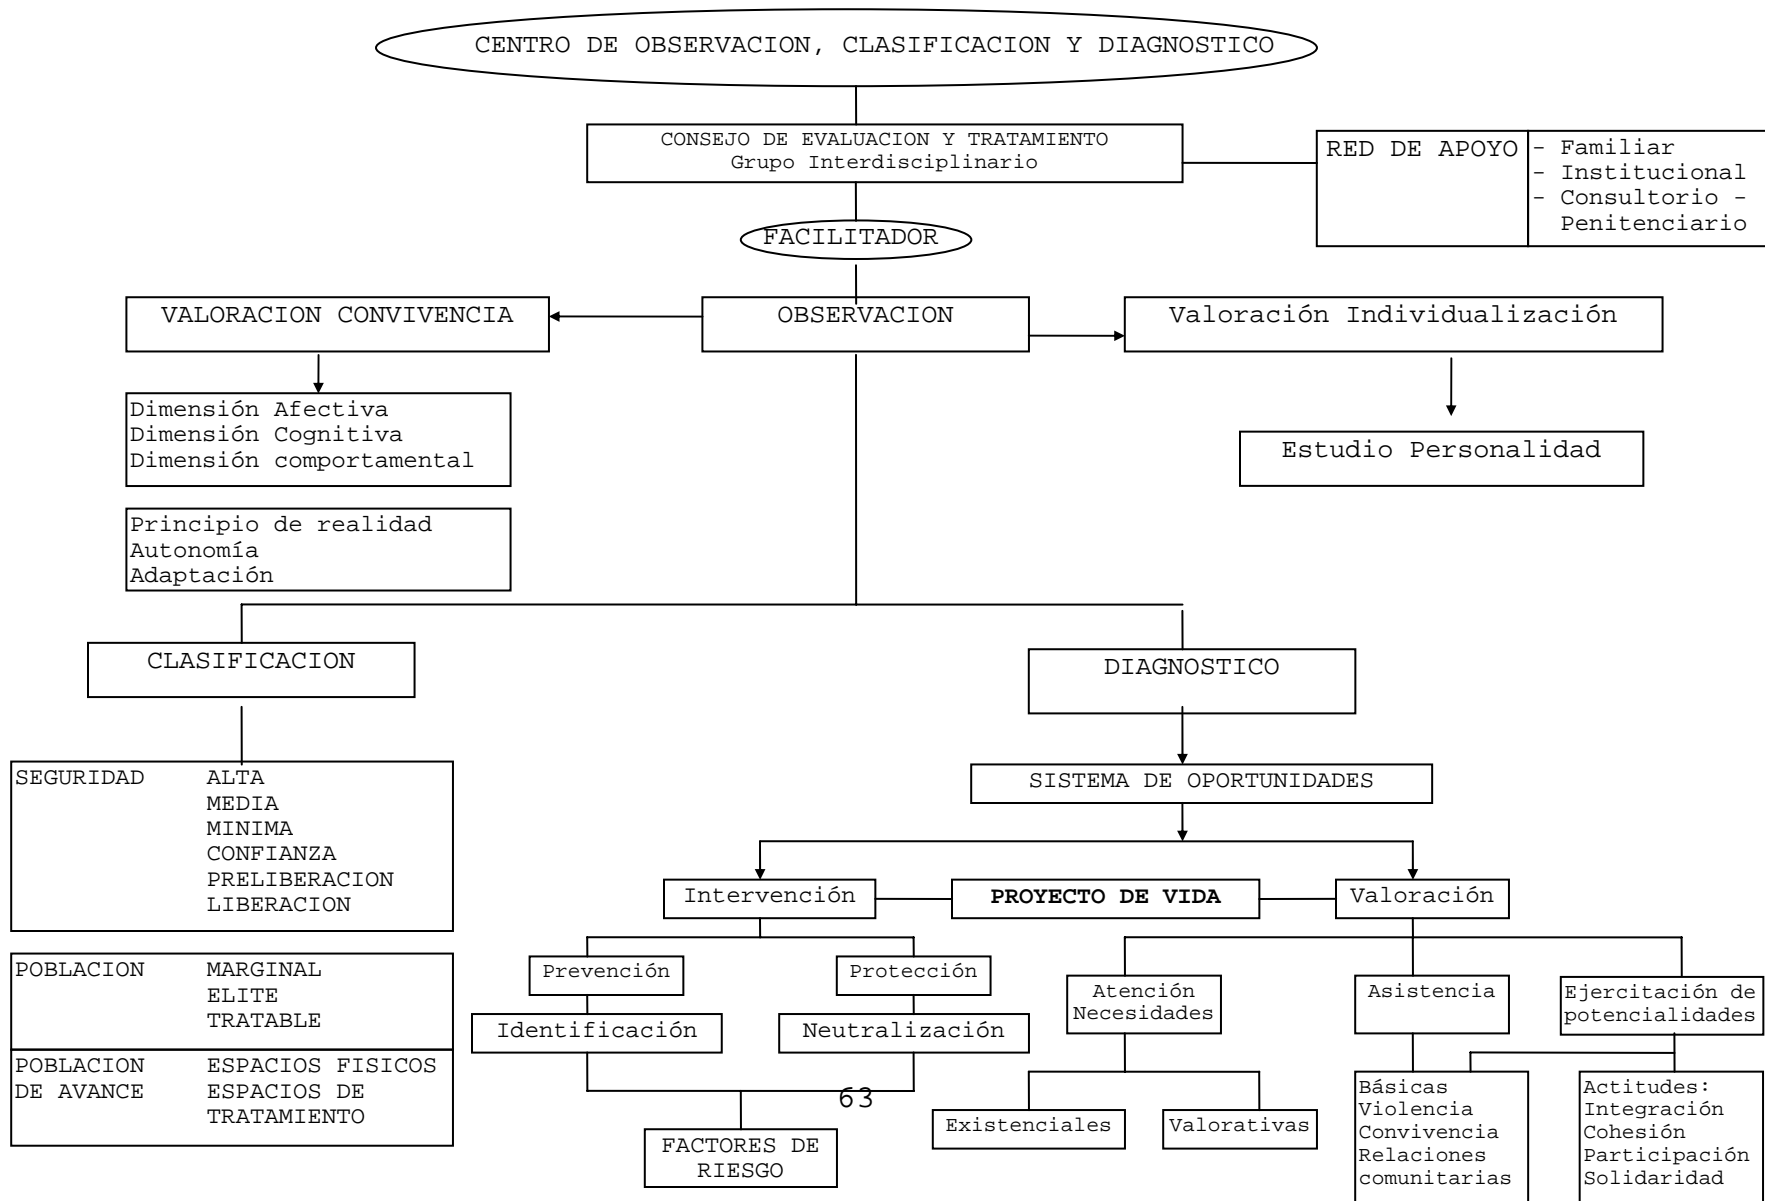 CENTRO DE OBSERVACION, CLASIFICACION Y DIAGNOSTICO
CONSEJO DE EVALUACION Y TRATAMIENTO
Grupo Interdisciplinario
RED DE APOYO
- Familiar
- Institucional
- Consultorio -
Penitenciario
FACILITADOR
VALORACION CONVIVENCIA
OBSERVACION
Valoración Individualización
Dimensión Afectiva
Dimensión Cognitiva
Dimensión comportamental
Estudio Personalidad
Principio de realidad
Autonomía
Adaptación
CLASIFICACION
DIAGNOSTICO
SEGURIDAD ALTA
MEDIA
MINIMA
CONFIANZA
PRELIBERACION
LIBERACION
SISTEMA DE OPORTUNIDADES
Intervención
PROYECTO DE VIDA
Valoración
POBLACION MARGINAL
ELITE
TRATABLE
POBLACION ESPACIOS FISICOS
DE AVANCE ESPACIOS DE
TRATAMIENTO
Prevención
Protección
Identificación
Neutralización
FACTORES DE
RIESGO
Atención
Necesidades
Asistencia
Ejercitación de
potencialidades
Existenciales
Valorativas
Básicas
Violencia
Convivencia
Relaciones
comunitarias
Actitudes:
Integración
Cohesión
Participación
Solidaridad
63